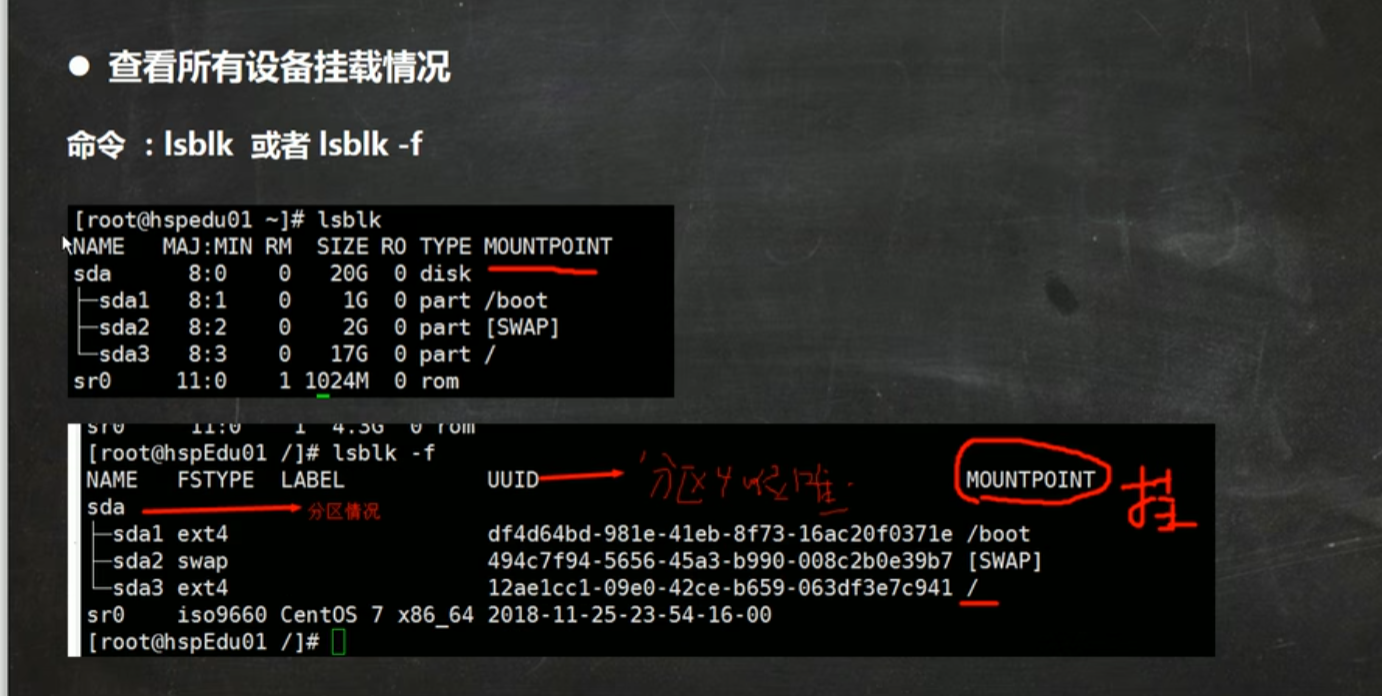 ● 查看所有设备挂载情况
命令 ：lsblk 或者 lsblk -f
[root@hspedu01 ~]# lsblk
NAME MAJ:MIN RM SIZE RO TYPE MOUNTPOINT
sda 8:0 0 20G 0 disk
├─sda1 8:1 0 1G 0 part /boot
├─sda2 8:2 0 2G 0 part [SWAP]
└─sda3 8:3 0 17G 0 part /
sr0 11:0 1 1024M 0 rom
sr0 11:0 1 4.3G 0 rom
[root@hspEdu01 /]# lsblk -f
NAME FSTYPE LABEL UUID 分区 MOUNTPOINT 挂
sda 分区情况
├─sda1 ext4 df4d64bd-981e-41eb-8f73-16ac20f0371e /boot
├─sda2 swap 494c7f94-5656-45a3-b990-008c2b0e39b7 [SWAP]
└─sda3 ext4 12ae1cc1-09e0-42ce-b659-063df3e7c941 /
sr0 iso9660 CentOS 7 x86_64 2018-11-25-23-54-16-00
[root@hspEdu01 /]#